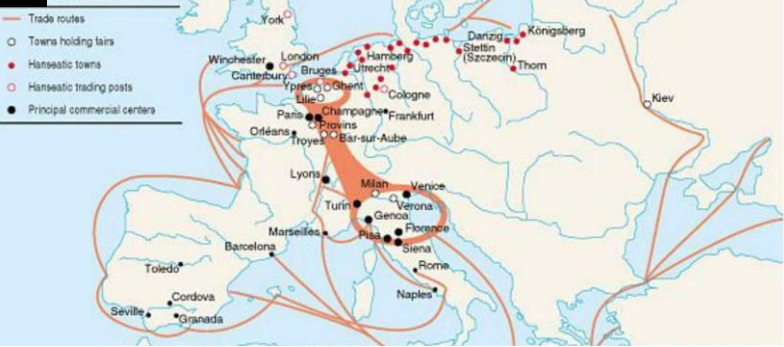 Trade routes
Towns holding fairs
Hanseatic towns
Hanseatic trading posts
Principal commercial centers
York
Winchester
London
Canterbury
Bruges
Ypres
Ghent
Lille
Utrecht
Hamberg
Cologne
Danzig
Königsberg
Stettin
(Szczecin)
Thorn
Kiev
Paris
Champagne
Frankfurt
Provins
Orléans
Troyes
Bar-sur-Aube
Lyons
Milan
Venice
Turin
Verona
Genoa
Florence
Pisa
Siena
Marseilles
Barcelona
Rome
Naples
Toledo
Cordova
Seville
Granada